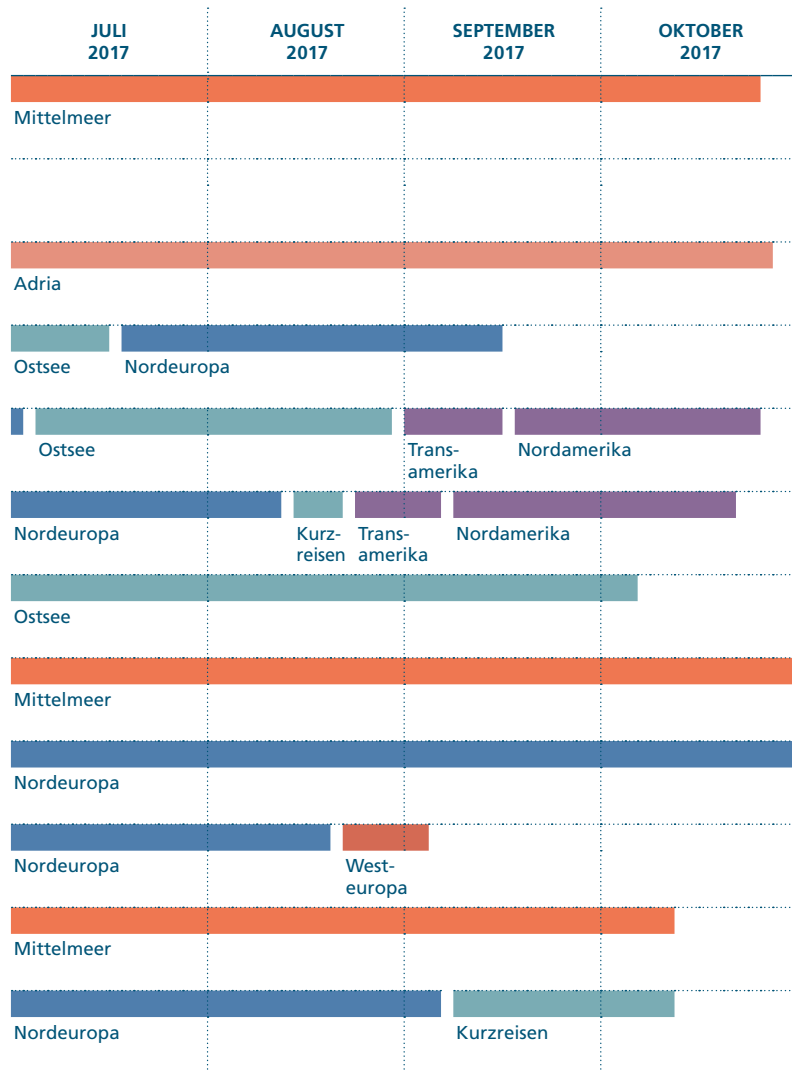 JULI
2017
AUGUST
2017
SEPTEMBER
2017
OKTOBER
2017
Mittelmeer
Adria
Ostsee
Nordeuropa
Ostsee
Trans-
amerika
Nordamerika
Nordeuropa
Kurz-
reisen
Trans-
amerika
Nordamerika
Ostsee
Mittelmeer
Nordeuropa
Nordeuropa
West-
europa
Mittelmeer
Nordeuropa
Kurzreisen